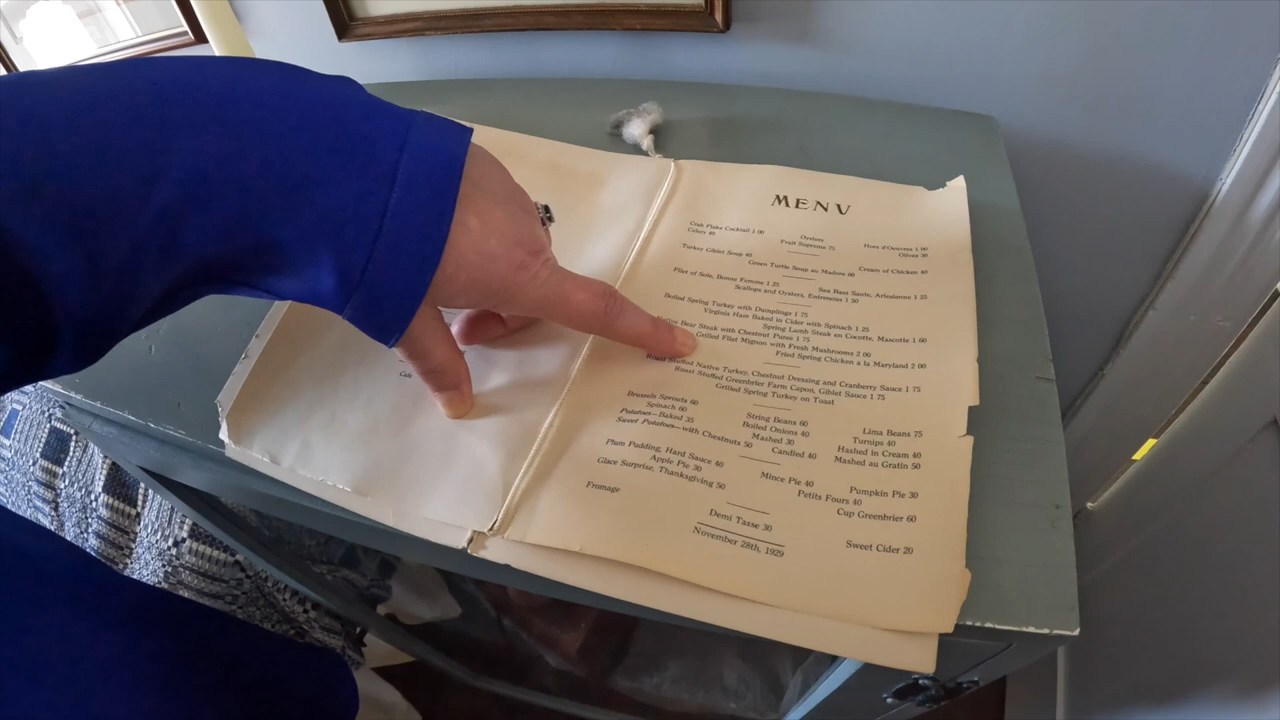 Cafe
MENU
Crab Flake Cocktail 1 00 Oysters Hors d'Oeuvres 1 00
Celery 40 Fruit Supreme 75 Olives 30
Turkey Giblet Soup 40 Green Turtle Soup au Madere 60 Cream of Chicken 40
Filet of Sole, Bonne Femme 1 25 Sea Bass Saute, Arlesienne 1 25
Scallops and Oysters, Entrenous 1 50
Boiled Spring Turkey with Dumplings 1 75
Virginia Ham Baked in Cider with Spinach 1 25
Spring Lamb Steak en Cocotte, Mascotte 1 60
Native Bear Steak with Chestnut Puree 1 75
Grilled Filet Mignon with Fresh Mushrooms 2 00
Fried Spring Chicken a la Maryland 2 00
Roast Stuffed Native Turkey, Chestnut Dressing and Cranberry Sauce 1 75
Roast Stuffed Greenbrier Farm Capon, Giblet Sauce 1 75
Grilled Spring Turkey on Toast
Brussels Sprouts 60 String Beans 60 Lima Beans 75
Spinach 60 Boiled Onions 40 Turnips 40
Potatoes—Baked 35 Mashed 30 Hashed in Cream 40
Sweet Potatoes—with Chestnuts 50 Candied 40 Mashed au Gratin 50
Plum Pudding, Hard Sauce 40 Mince Pie 40 Pumpkin Pie 30
Apple Pie 30 Petits Fours 40
Glace Surprise, Thanksgiving 50 Cup Greenbrier 60
Fromage
Demi Tasse 30 Sweet Cider 20
November 28th, 1929